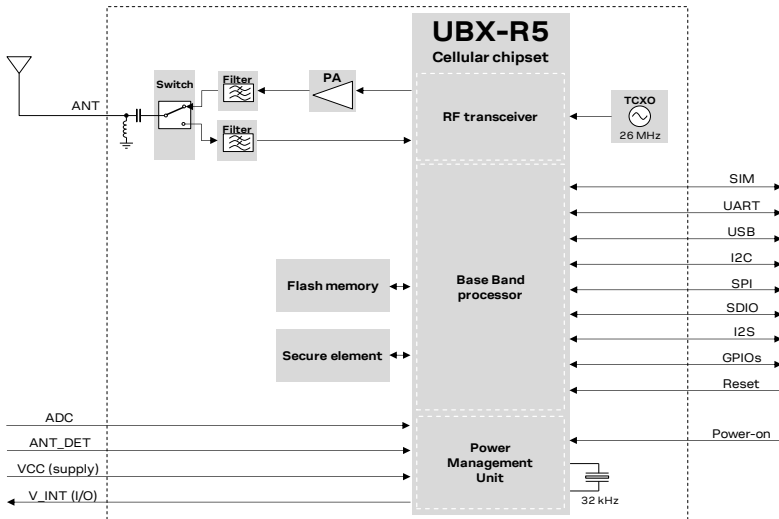 UBX-R5
Cellular chipset
Switch
Filter
PA
ANT
RF transceiver
TCXO
26 MHz
Filter
SIM
UART
USB
I2C
SPI
SDIO
I2S
GPIOs
Reset
Flash memory
Base Band
processor
Secure element
ADC
ANT_DET
VCC (supply)
V_INT (I/O)
Power
Management
Unit
Power-on
32 kHz